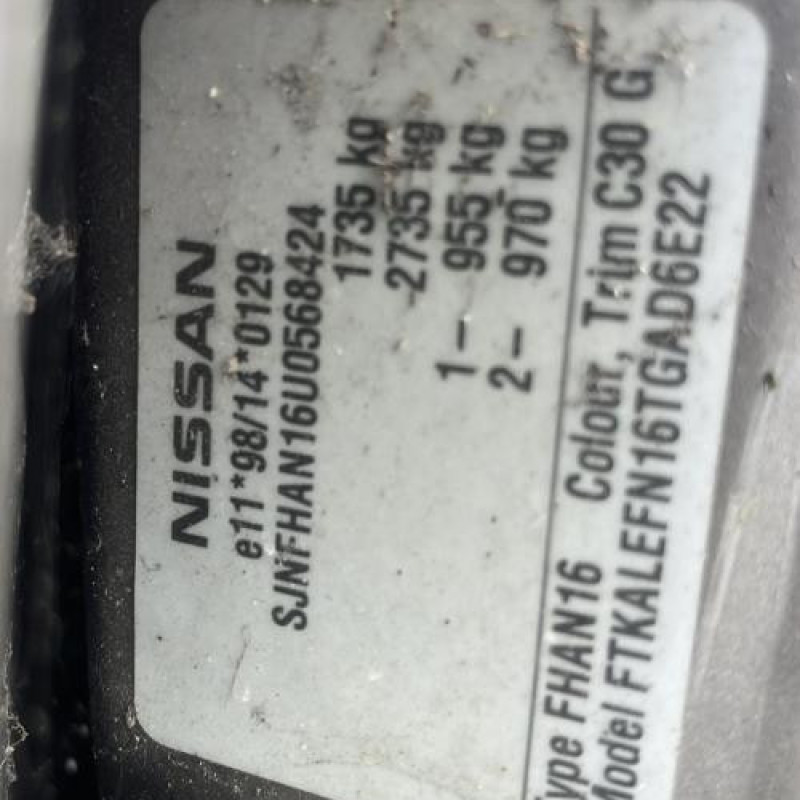 NISSAN
e11*98/14*0129
SJNFHAN16U0568424
1735 kg
2735 kg
1- 955 kg
2- 970 kg
Type FHAN16 Colour, Trim C30 G
Model FTKALEFN16TGAD6E22